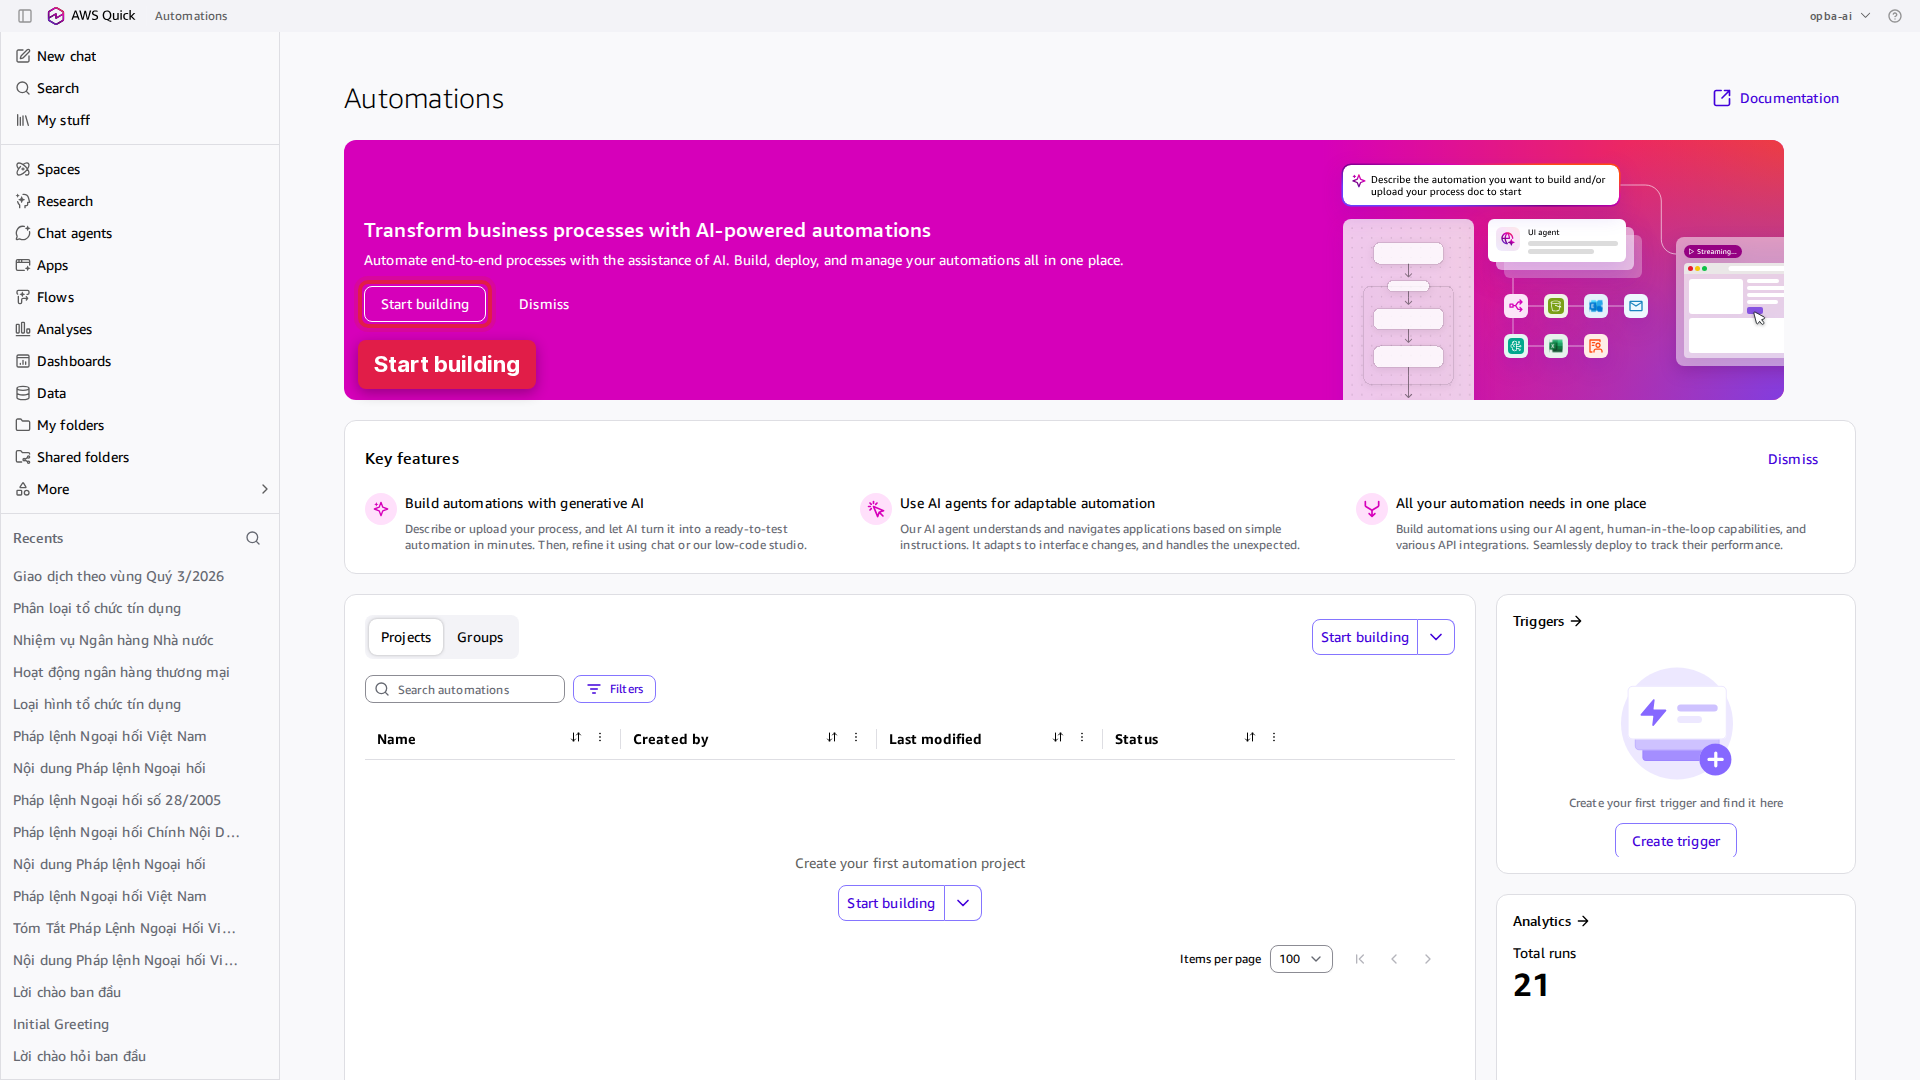 AWS Quick
Automations
opba-ai
New chat
Search
My stuff
Spaces
Research
Chat agents
Apps
Flows
Analyses
Dashboards
Data
My folders
Shared folders
More
Recents
Giao dịch theo vùng Quý 3/2026
Phân loại tổ chức tín dụng
Nhiệm vụ Ngân hàng Nhà nước
Hoạt động ngân hàng thương mại
Loại hình tổ chức tín dụng
Pháp lệnh Ngoại hối Việt Nam
Nội dung Pháp lệnh Ngoại hối
Pháp lệnh Ngoại hối số 28/2005
Pháp lệnh Ngoại hối Chính Nội D...
Nội dung Pháp lệnh Ngoại hối
Pháp lệnh Ngoại hối Việt Nam
Tóm Tắt Pháp Lệnh Ngoại Hối Vi...
Nội dung Pháp lệnh Ngoại hối Vi...
Lời chào ban đầu
Initial Greeting
Lời chào hỏi ban đầu
Automations
Documentation
Transform business processes with AI-powered automations
Automate end-to-end processes with the assistance of AI. Build, deploy, and manage your automations all in one place.
Start building
Dismiss
Start building
Describe the automation you want to build and/or
upload your process doc to start
UI agent
Streaming...
Key features
Dismiss
Build automations with generative AI
Describe or upload your process, and let AI turn it into a ready-to-test
automation in minutes. Then, refine it using chat or our low-code studio.
Use AI agents for adaptable automation
Our AI agent understands and navigates applications based on simple
instructions. It adapts to interface changes, and handles the unexpected.
All your automation needs in one place
Build automations using our AI agent, human-in-the-loop capabilities, and
various API integrations. Seamlessly deploy to track their performance.
Projects
Groups
Start building
Search automations
Filters
Name
Created by
Last modified
Status
Create your first automation project
Start building
Items per page
100
Triggers
Create your first trigger and find it here
Create trigger
Analytics
Total runs
21